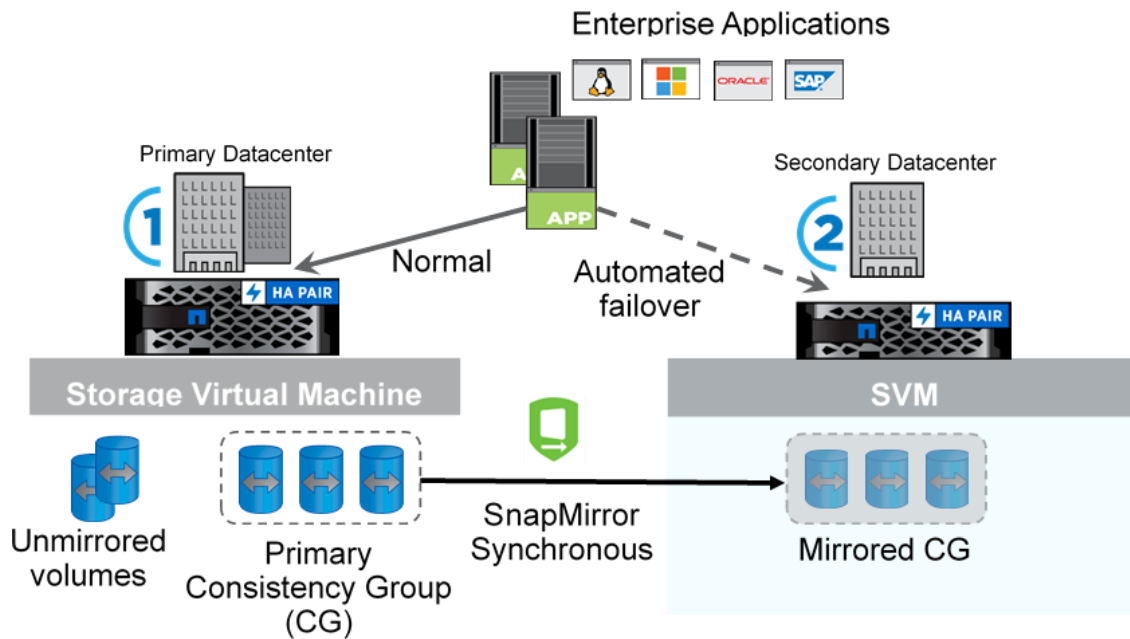 Enterprise Applications
ORACLE
SAP
Primary Datacenter
Secondary Datacenter
1
A
APP
2
Normal
Automated
failover
HA PAIR
HA PAIR
Storage Virtual Machine
SVM
Unmirrored
volumes
Primary
Consistency Group
(CG)
SnapMirror
Synchronous
Mirrored CG